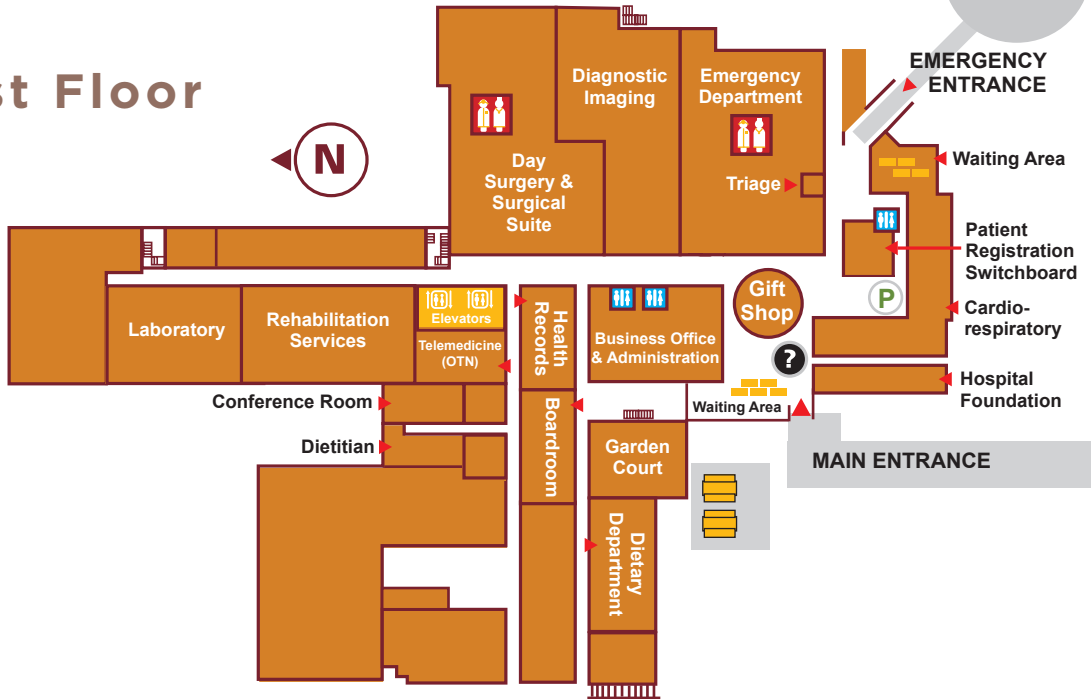 st Floor
N
Diagnostic
Imaging
Emergency
Department
EMERGENCY
ENTRANCE
Day
Surgery &
Surgical
Suite
Triage
Waiting Area
Patient
Registration
Switchboard
P
Cardio-
respiratory
Gift
Shop
?
Laboratory
Rehabilitation
Services
Elevators
Telemedicine
(OTN)
Health
Records
Business Office
& Administration
Hospital
Foundation
Conference Room
Dietitian
Boardroom
Waiting Area
Garden
Court
MAIN ENTRANCE
Dietary
Department